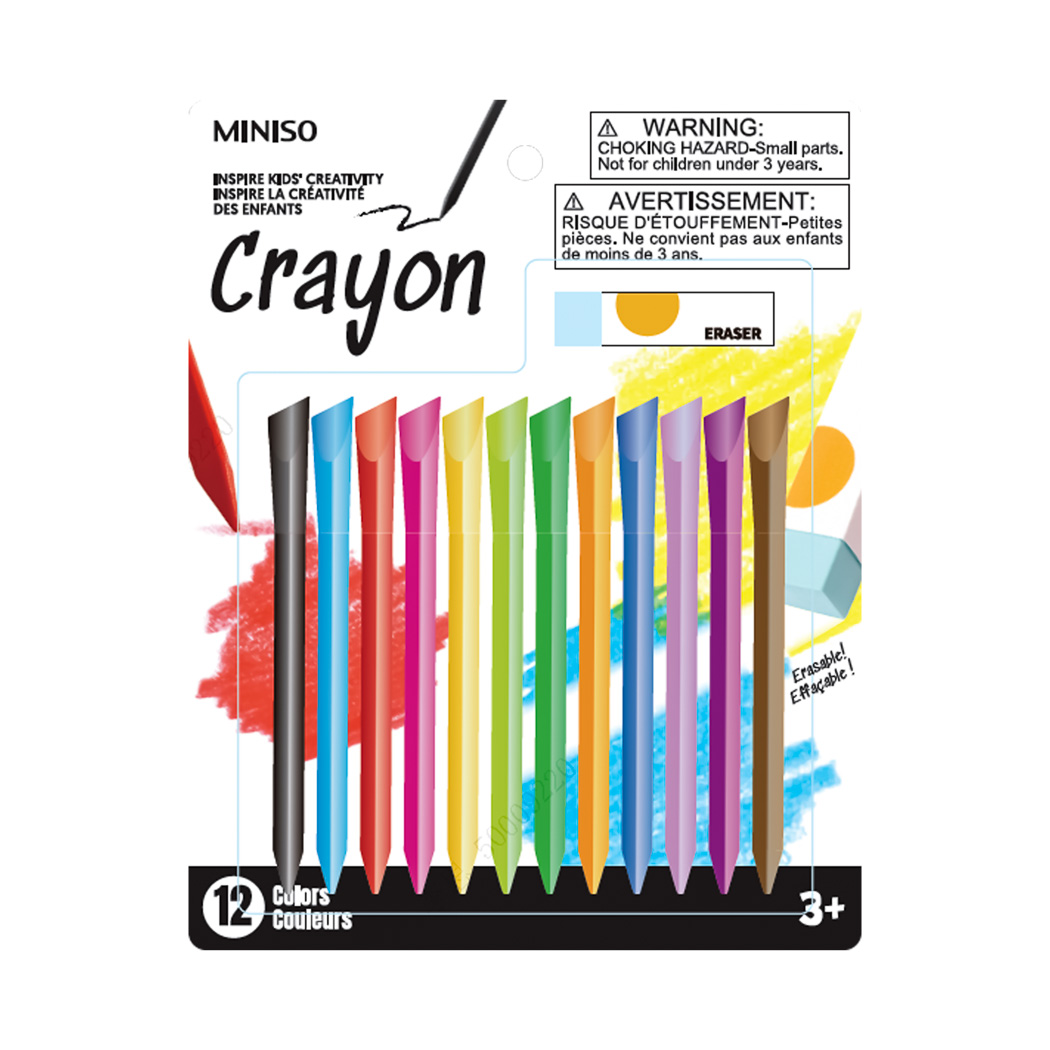 MINISO
INSPIRE KIDS' CREATIVITY
INSPIRE LA CRÉATIVITÉ
DES ENFANTS
Crayon
⚠ WARNING:
CHOKING HAZARD-Small parts.
Not for children under 3 years.
⚠ AVERTISSEMENT:
RISQUE D'ÉTOUFFEMENT-Petites
pièces. Ne convient pas aux enfants
de moins de 3 ans.
ERASER
Erasable!
Effaçable !
12 Colors
Couleurs
3+